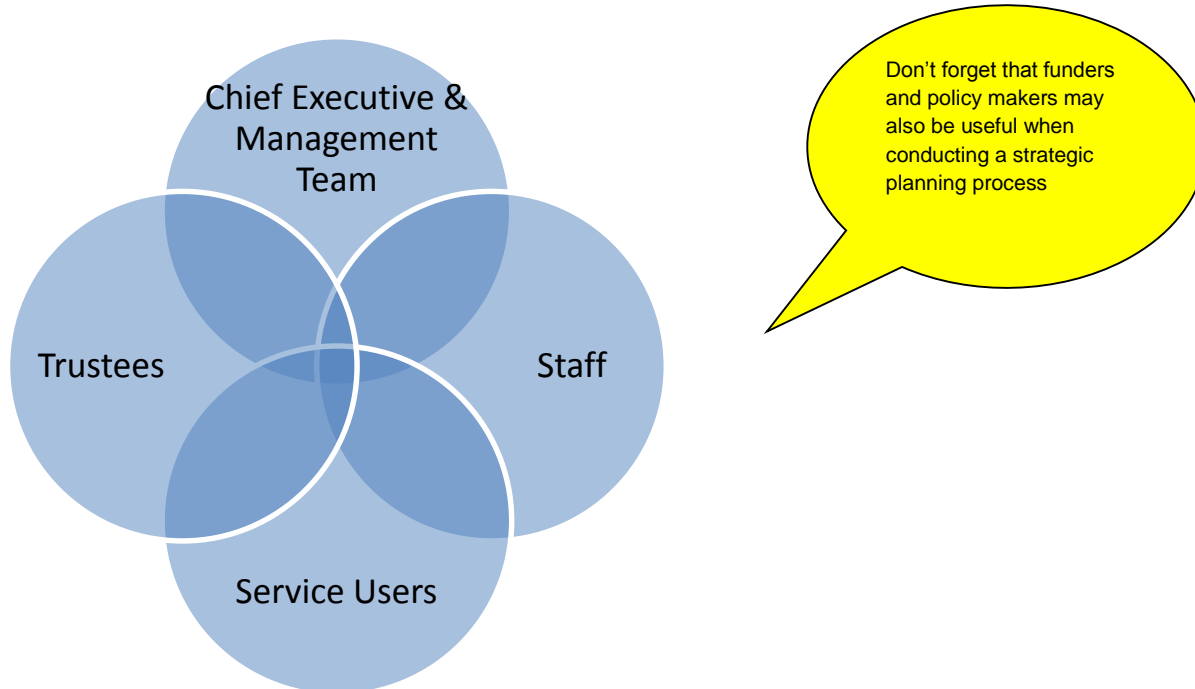 Chief Executive &
Management
Team
Trustees
Staff
Service Users
Don’t forget that funders
and policy makers may
also be useful when
conducting a strategic
planning process